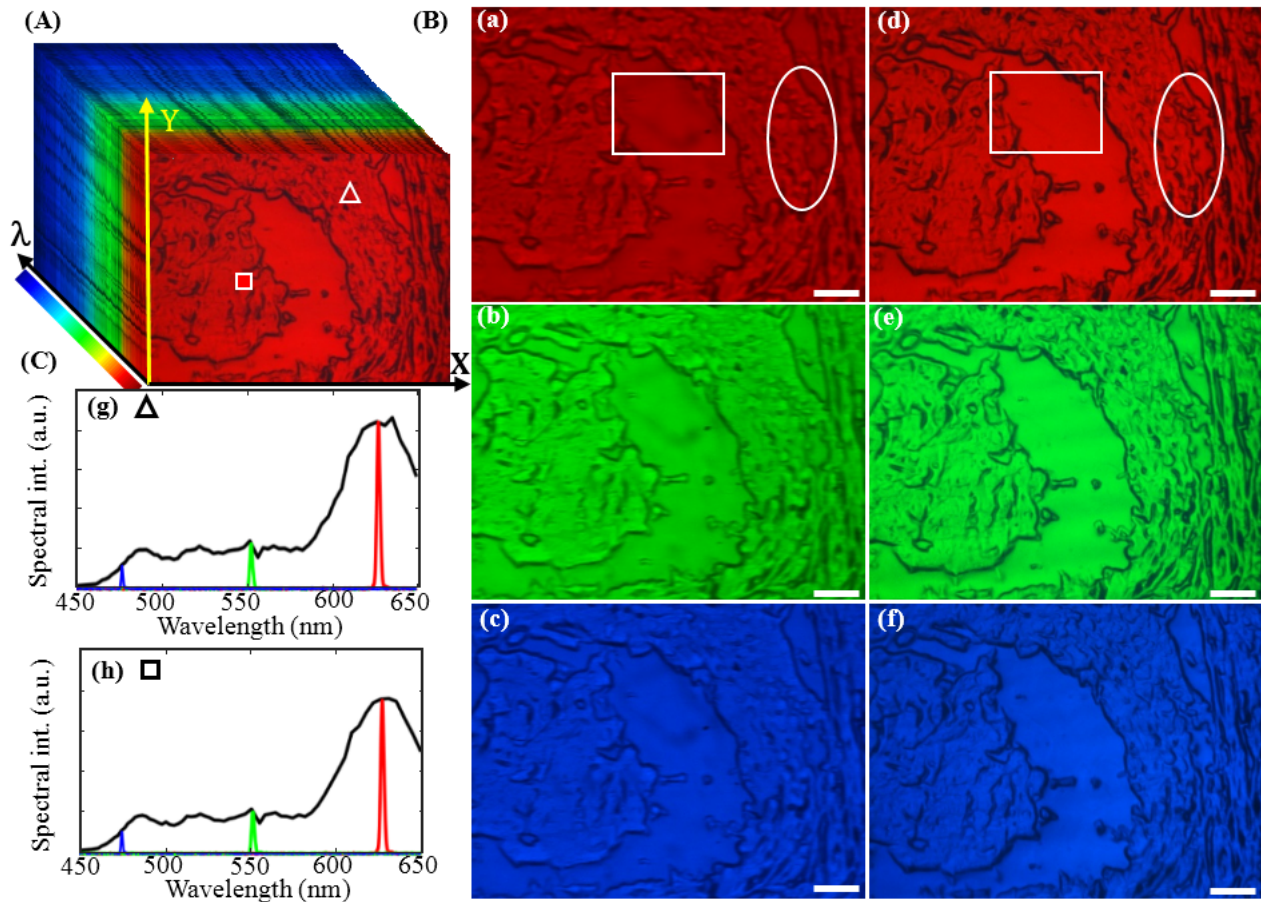 (A)
(B)
(a)
(d)
Y
λ
X
(b)
(e)
(C)
(g)
Spectral int. (a.u.)
450 500 550 600 650
Wavelength (nm)
(c)
(f)
(h)
Spectral int. (a.u.)
450 500 550 600 650
Wavelength (nm)